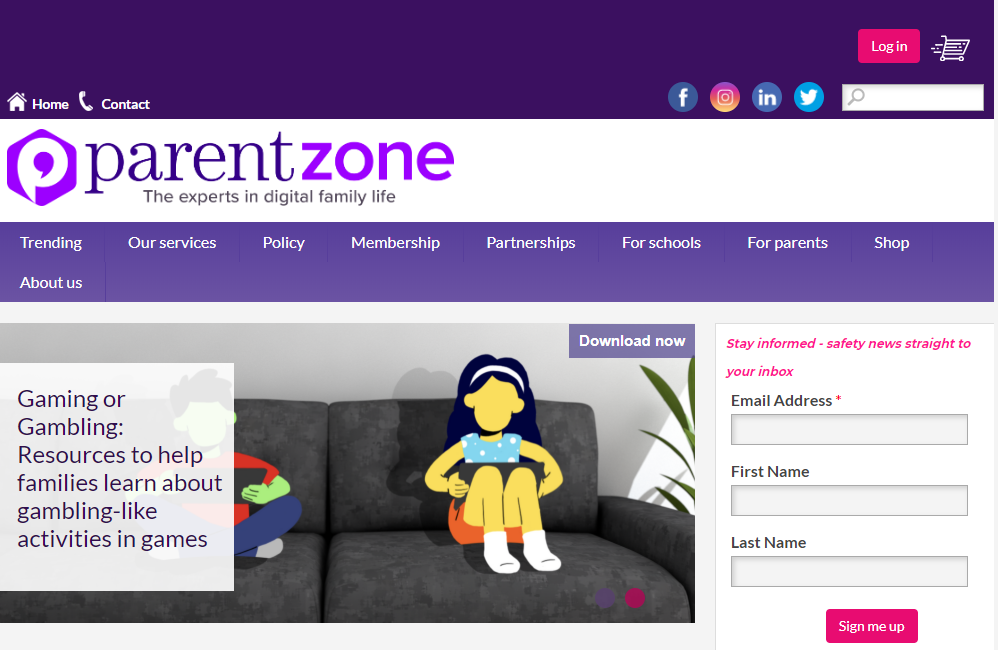 Log in
Home
Contact
parentzone
The experts in digital family life
Trending
Our services
Policy
Membership
Partnerships
For schools
For parents
Shop
About us
Download now
Gaming or
Gambling:
Resources to help
families learn about
gambling-like
activities in games
Stay informed - safety news straight to
your inbox
Email Address *
First Name
Last Name
Sign me up